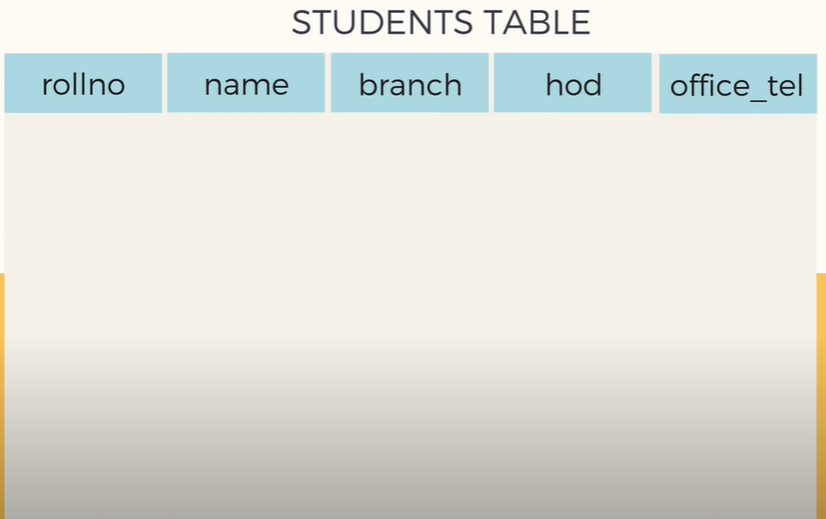 STUDENTS TABLE
rollno name branch hod office_tel